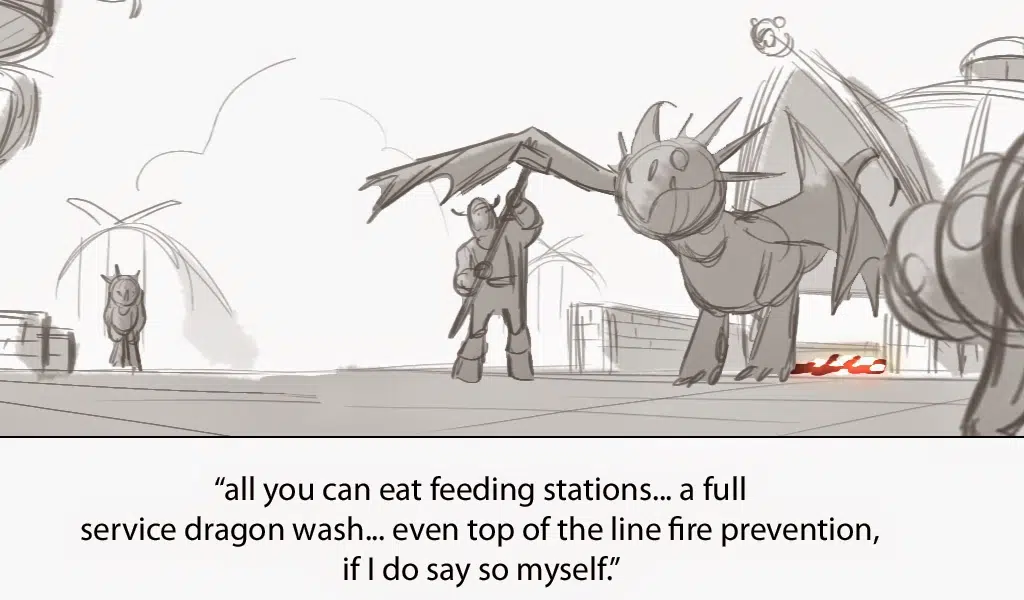 “all you can eat feeding stations... a full
service dragon wash... even top of the line fire prevention,
if I do say so myself.”